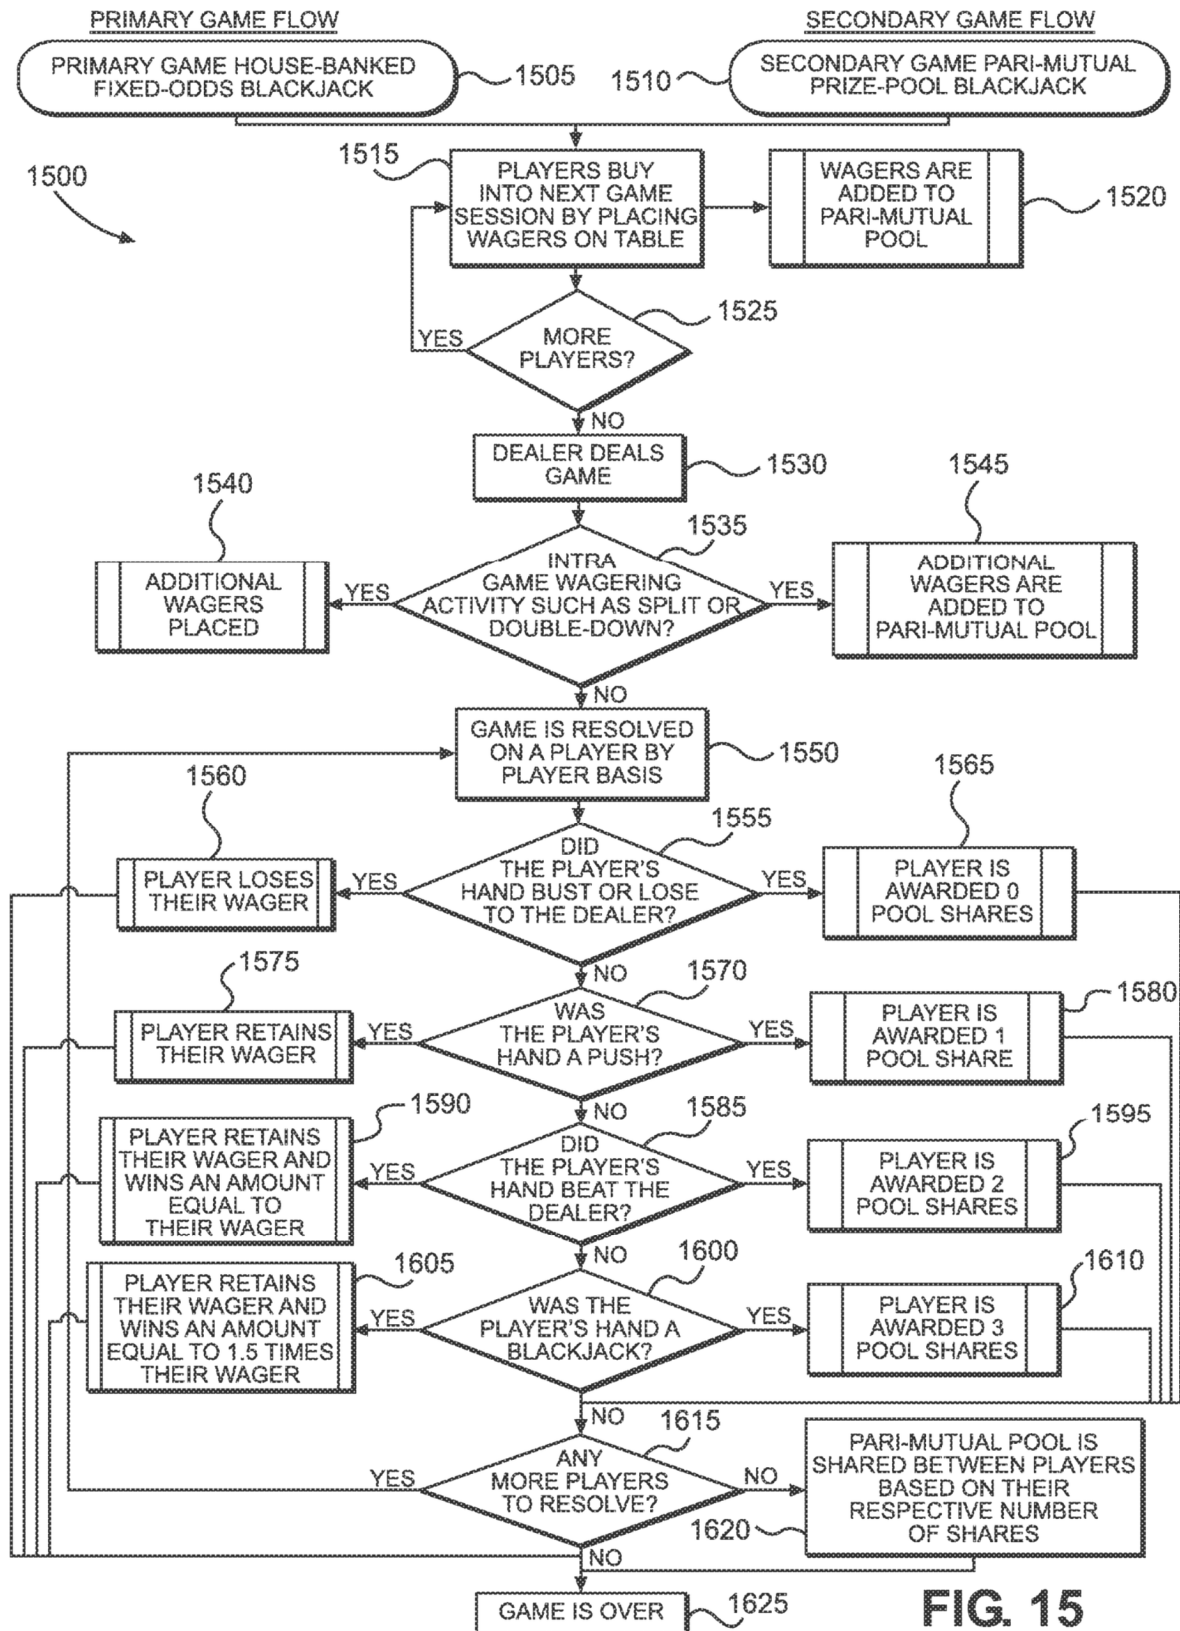 PRIMARY GAME FLOW
SECONDARY GAME FLOW
PRIMARY GAME HOUSE-BANKED
FIXED-ODDS BLACKJACK
1505
1510
SECONDARY GAME PARI-MUTUAL
PRIZE-POOL BLACKJACK
1500
1515
PLAYERS BUY
INTO NEXT GAME
SESSION BY PLACING
WAGERS ON TABLE
WAGERS ARE
ADDED TO
PARI-MUTUAL
POOL
1520
1525
MORE
PLAYERS?
YES
NO
DEALER DEALS
GAME
1530
1540
1535
1545
ADDITIONAL
WAGERS
PLACED
YES
INTRA
GAME WAGERING
ACTIVITY SUCH AS SPLIT OR
DOUBLE-DOWN?
YES
ADDITIONAL
WAGERS ARE
ADDED TO
PARI-MUTUAL POOL
NO
GAME IS RESOLVED
ON A PLAYER BY
PLAYER BASIS
1550
1560
1555
1565
PLAYER LOSES
THEIR WAGER
YES
DID
THE PLAYER'S
HAND BUST OR LOSE
TO THE DEALER?
YES
PLAYER IS
AWARDED 0
POOL SHARES
NO
1575
1570
1580
PLAYER RETAINS
THEIR WAGER
YES
WAS
THE PLAYER'S
HAND A PUSH?
YES
PLAYER IS
AWARDED 1
POOL SHARE
NO
1590
1585
1595
PLAYER RETAINS
THEIR WAGER AND
WINS AN AMOUNT
EQUAL TO
THEIR WAGER
YES
DID
THE PLAYER'S
HAND BEAT THE
DEALER?
YES
PLAYER IS
AWARDED 2
POOL SHARES
NO
1605
1600
1610
PLAYER RETAINS
THEIR WAGER AND
WINS AN AMOUNT
EQUAL TO 1.5 TIMES
THEIR WAGER
YES
WAS THE
PLAYER'S HAND A
BLACKJACK?
YES
PLAYER IS
AWARDED 3
POOL SHARES
NO
1615
YES
ANY
MORE PLAYERS
TO RESOLVE?
NO
PARI-MUTUAL POOL IS
SHARED BETWEEN PLAYERS
BASED ON THEIR
RESPECTIVE NUMBER
OF SHARES
1620
NO
GAME IS OVER
1625
FIG. 15